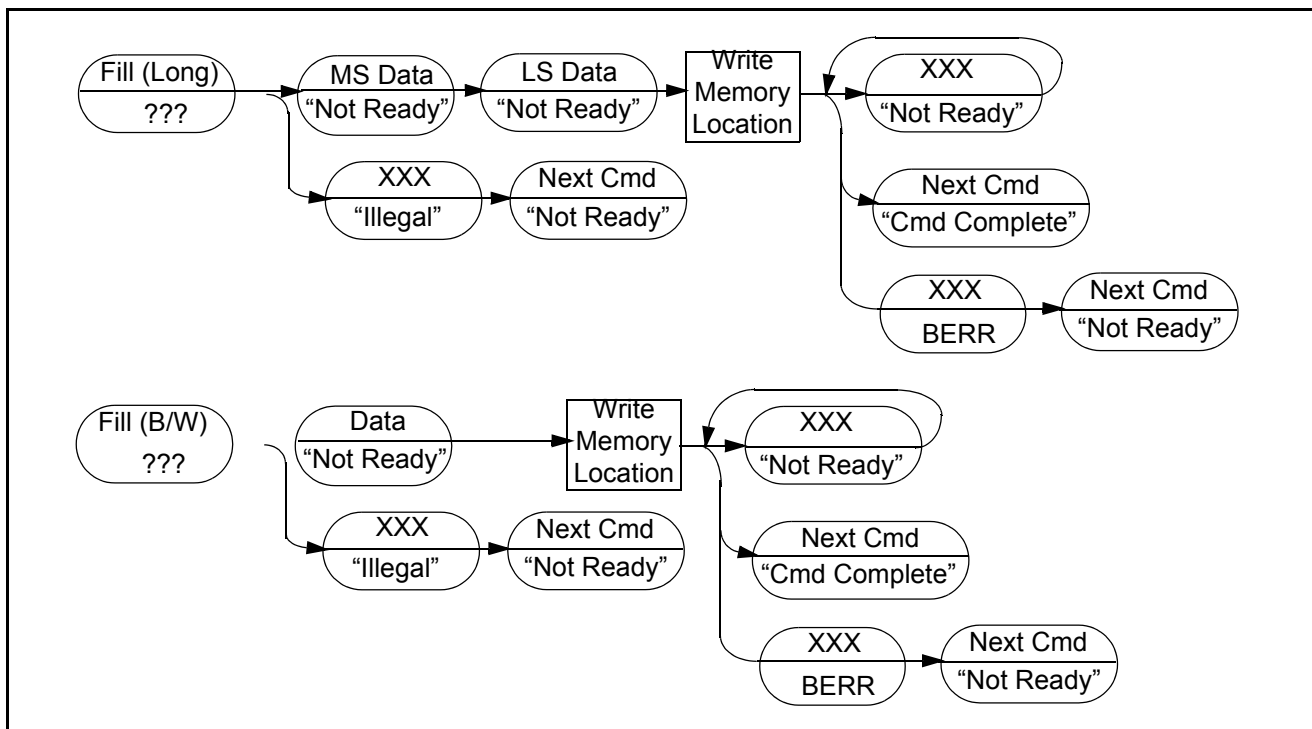 Fill (Long)
???
MS Data
“Not Ready”
LS Data
“Not Ready”
Write
Memory
Location
XXX
“Not Ready”
XXX
“Illegal”
Next Cmd
“Not Ready”
Next Cmd
“Cmd Complete”
XXX
BERR
Next Cmd
“Not Ready”
Fill (B/W)
???
Data
“Not Ready”
Write
Memory
Location
XXX
“Not Ready”
XXX
“Illegal”
Next Cmd
“Not Ready”
Next Cmd
“Cmd Complete”
XXX
BERR
Next Cmd
“Not Ready”